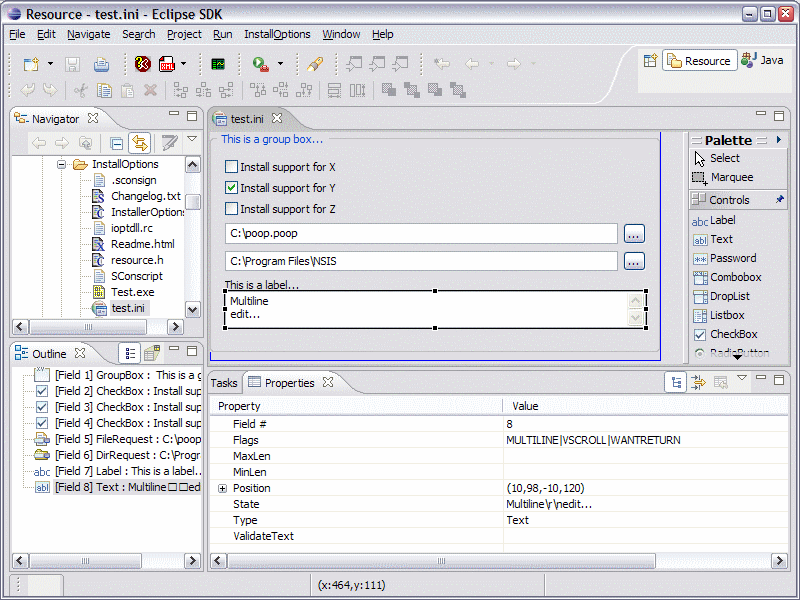 Resource - test.ini - Eclipse SDK
File Edit Navigate Search Project Run InstallOptions Window Help
Resource Java
Navigator
InstallOptions
.sconsign
Changelog.txt
InstallerOptions
ioptdll.rc
Readme.html
resource.h
SConscript
Test.exe
test.ini
test.ini
This is a group box...
Install support for X
Install support for Y
Install support for Z
C:\poop.poop
...
C:\Program Files\NSIS
...
This is a label...
Multiline
edit...
Palette
Select
Marquee
Controls
Label
Text
Password
Combobox
DropList
Listbox
CheckBox
RadioButton
Outline
[Field 1] GroupBox : This is a g
[Field 2] CheckBox : Install sup
[Field 3] CheckBox : Install sup
[Field 4] CheckBox : Install sup
[Field 5] FileRequest : C:\poop
[Field 6] DirRequest : C:\Progr
[Field 7] Label : This is a label..
[Field 8] Text : Multiline□□ed
Tasks Properties
Property Value
Field # 8
Flags MULTILINE|VSCROLL|WANTRETURN
MaxLen
MinLen
Position (10,98,-10,120)
State Multiline\r\nedit...
Type Text
ValidateText
(x:464,y:111)